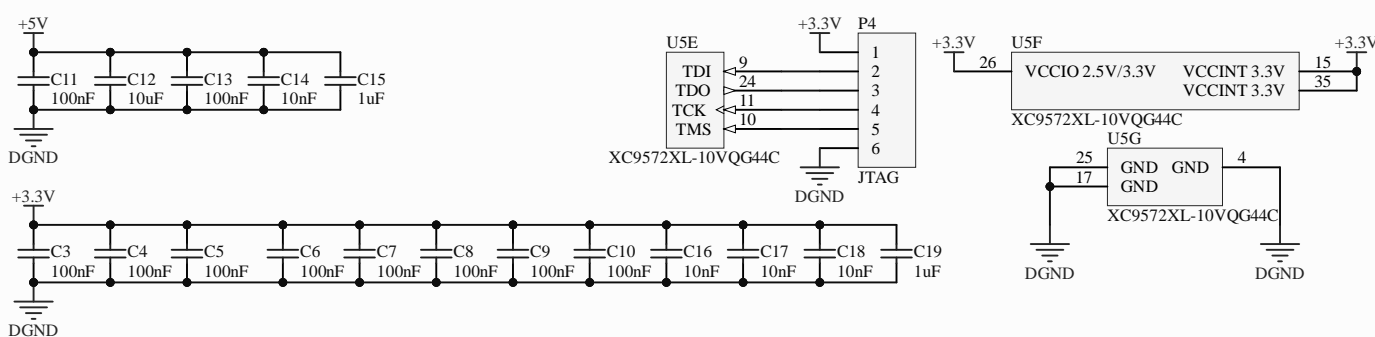 +5V
C11
100nF
C12
10uF
C13
100nF
C14
10nF
C15
1uF
DGND
U5E
TDI
TDO
TCK
TMS
9
24
11
10
XC9572XL-10VQG44C
+3.3V
P4
1
2
3
4
5
6
JTAG
DGND
+3.3V
26
U5F
VCCIO 2.5V/3.3V
VCCINT 3.3V
VCCINT 3.3V
15
35
+3.3V
XC9572XL-10VQG44C
U5G
25
17
GND
GND
GND
4
XC9572XL-10VQG44C
DGND
DGND
+3.3V
C3
100nF
C4
100nF
C5
100nF
C6
100nF
C7
100nF
C8
100nF
C9
100nF
C10
100nF
C16
10nF
C17
10nF
C18
10nF
C19
1uF
DGND